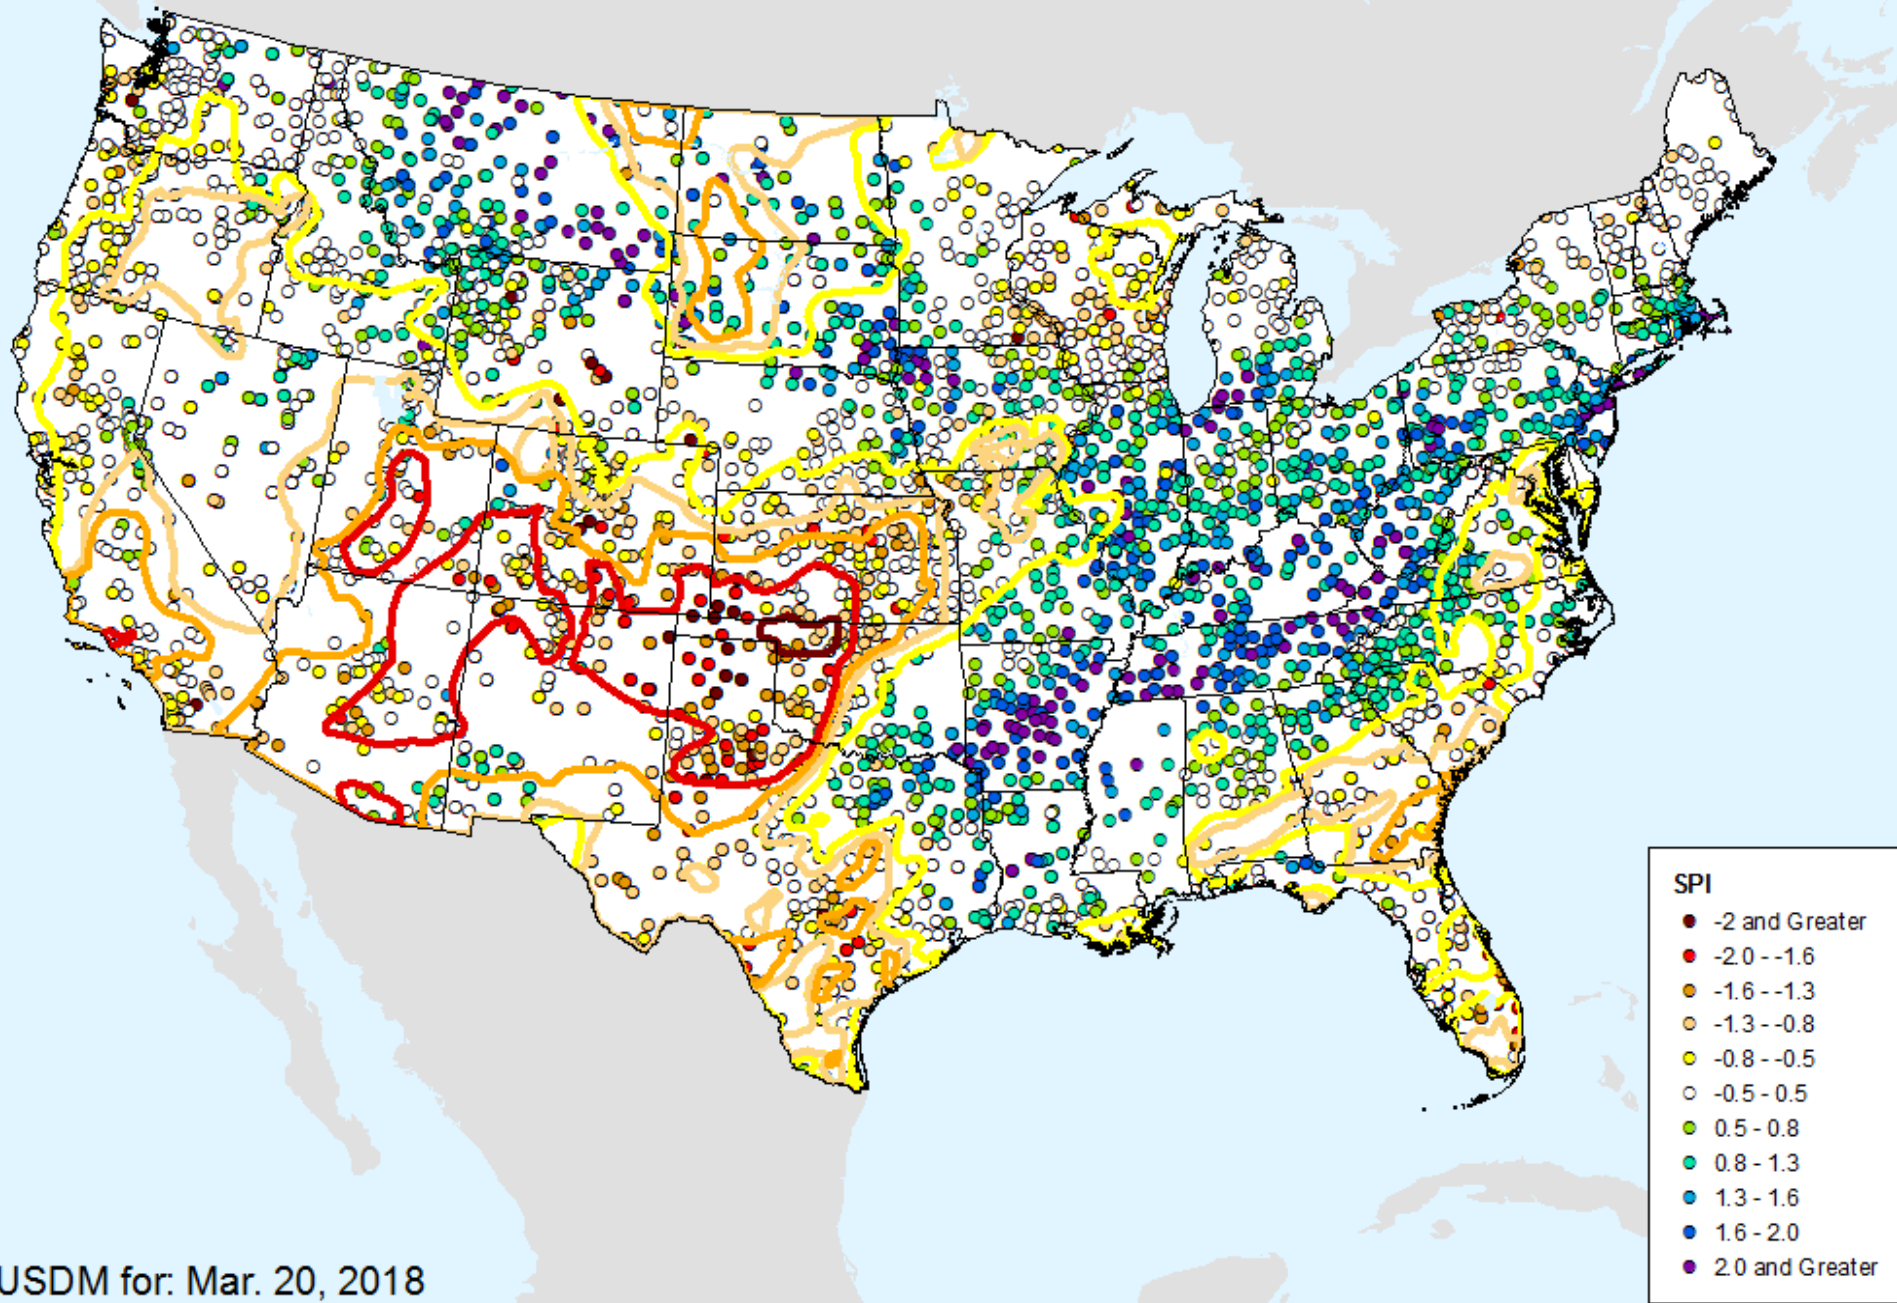 SPI
-2 and Greater
-2.0 - -1.6
-1.6 - -1.3
-1.3 - -0.8
-0.8 - -0.5
-0.5 - 0.5
0.5 - 0.8
0.8 - 1.3
1.3 - 1.6
1.6 - 2.0
2.0 and Greater
USDM for: Mar. 20, 2018